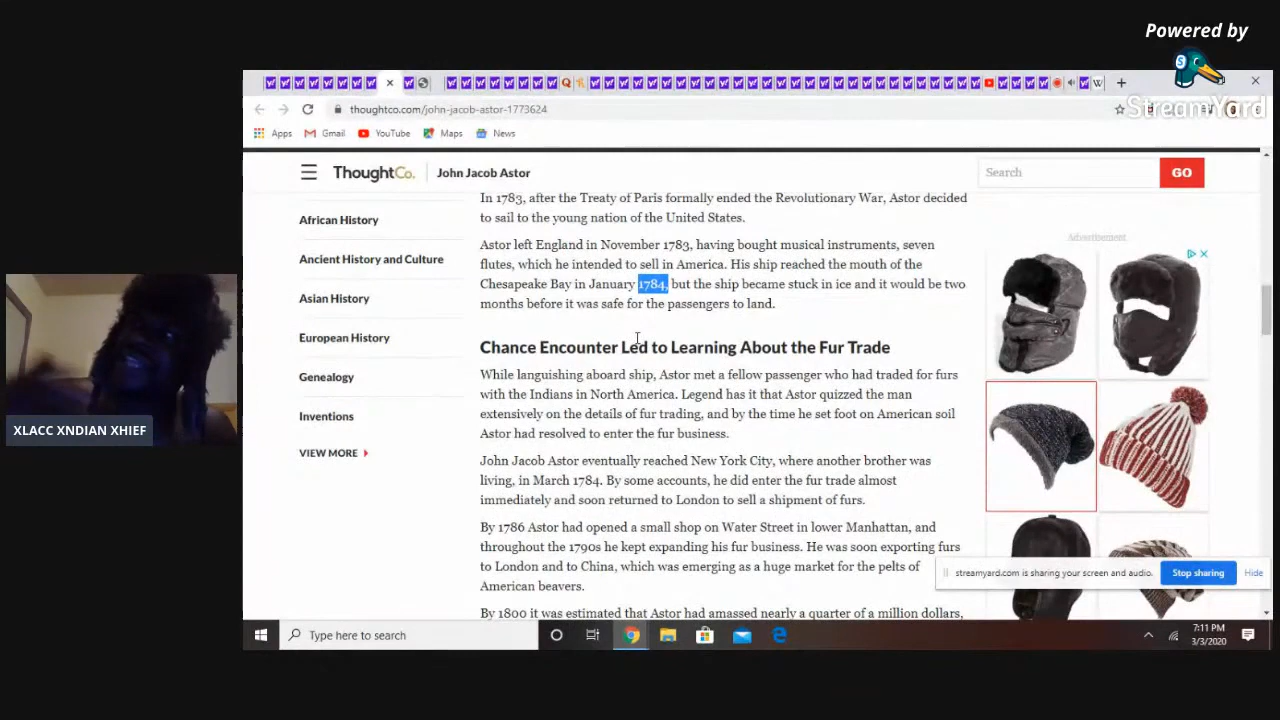 Powered by
StreamYard
thoughtco.com/john-jacob-astor-1773624
Apps Gmail YouTube Maps News
ThoughtCo. John Jacob Astor Search GO
In 1783, after the Treaty of Paris formally ended the Revolutionary War, Astor decided
to sail to the young nation of the United States.
Astor left England in November 1783, having bought musical instruments, seven
flutes, which he intended to sell in America. His ship reached the mouth of the
Chesapeake Bay in January 1784, but the ship became stuck in ice and it would be two
months before it was safe for the passengers to land.
Chance Encounter Led to Learning About the Fur Trade
While languishing aboard ship, Astor met a fellow passenger who had traded for furs
with the Indians in North America. Legend has it that Astor quizzed the man
extensively on the details of fur trading, and by the time he set foot on American soil
Astor had resolved to enter the fur business.
John Jacob Astor eventually reached New York City, where another brother was
living, in March 1784. By some accounts, he did enter the fur trade almost
immediately and soon returned to London to sell a shipment of furs.
By 1786 Astor had opened a small shop on Water Street in lower Manhattan, and
throughout the 1790s he kept expanding his fur business. He was soon exporting furs
to London and to China, which was emerging as a huge market for the pelts of
American beavers.
By 1800 it was estimated that Astor had amassed nearly a quarter of a million dollars,
African History
Ancient History and Culture
Asian History
European History
Genealogy
Inventions
VIEW MORE
Advertisement
XLACC XNDIAN XHIEF
streamyard.com is sharing your screen and audio. Stop sharing Hide
Type here to search
7:11 PM
3/3/2020